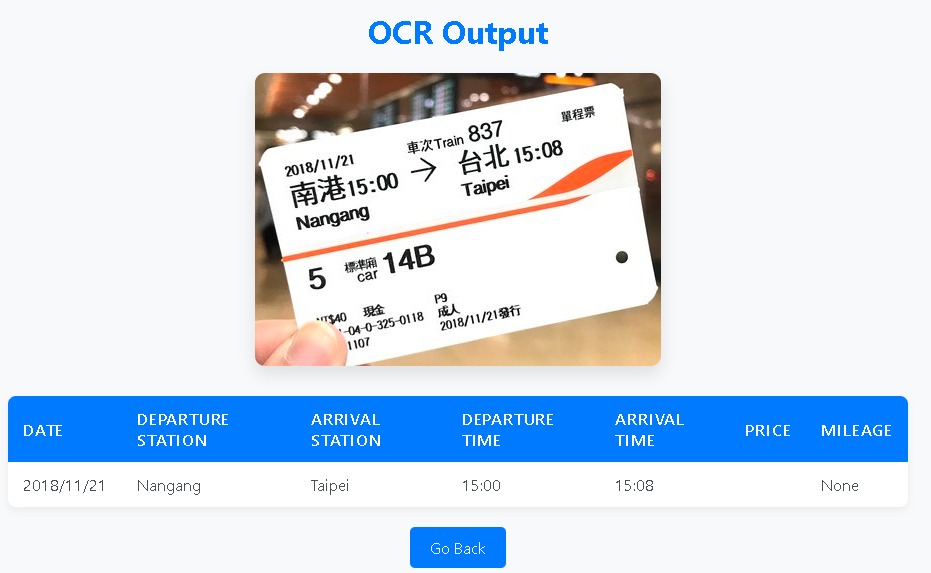 OCR Output
單程票
車次Train 837
2018/11/21
南港15:00 → 台北15:08
Nangang Taipei
5 標準廂 car 14B
NT$40 現金 P9 成人
-04-0-325-0118 2018/11/21發行
1107
DATE DEPARTURE STATION ARRIVAL STATION DEPARTURE TIME ARRIVAL TIME PRICE MILEAGE
2018/11/21 Nangang Taipei 15:00 15:08 None
Go Back